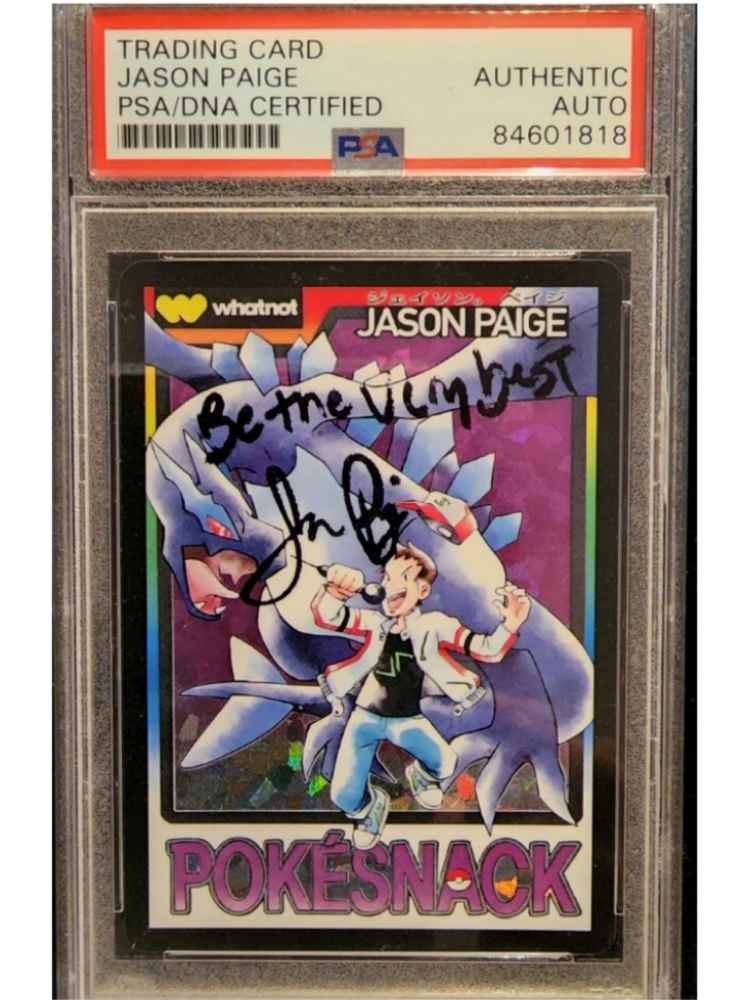 TRADING CARD
JASON PAIGE
PSA/DNA CERTIFIED
AUTHENTIC
AUTO
84601818
PSA
whatnot
ジェイソン。 ペイジ
JASON PAIGE
Be the very best
POKÉSNACK